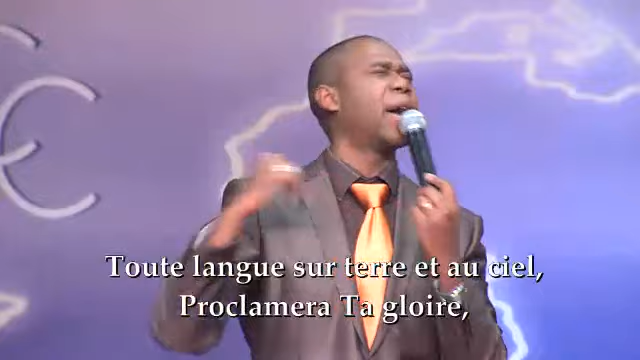 Toute langue sur terre et au ciel,
Proclamera Ta gloire,